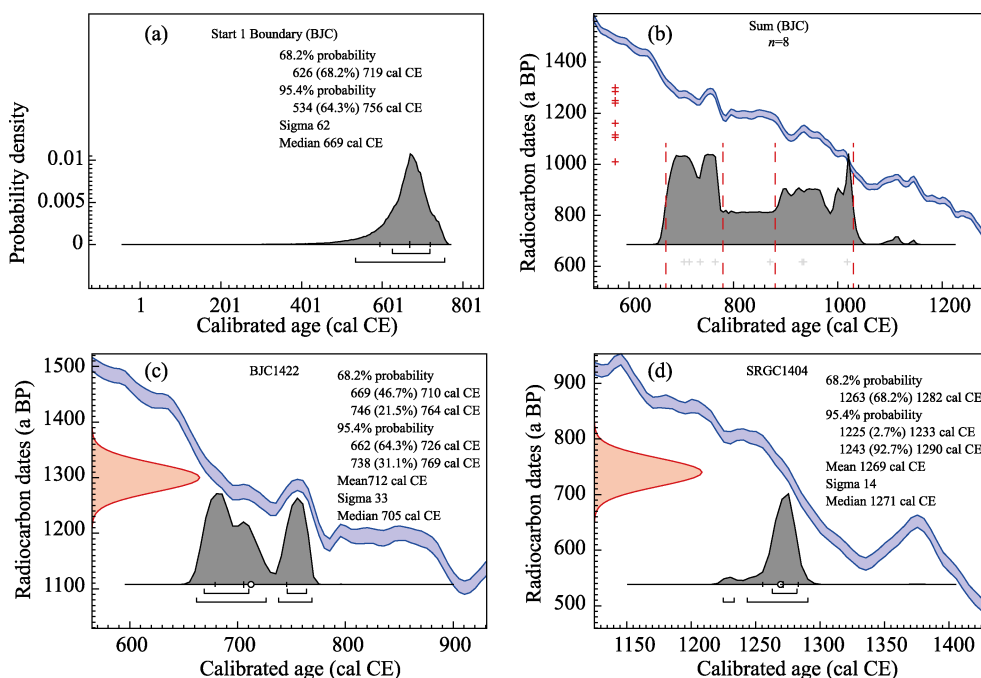 (a)
Start 1 Boundary (BJC)
68.2% probability
626 (68.2%) 719 cal CE
95.4% probability
534 (64.3%) 756 cal CE
Sigma 62
Median 669 cal CE
Probability density
0.01
0.005
0
1
201
401
601
801
Calibrated age (cal CE)
(b)
Sum (BJC)
n=8
Radiocarbon dates (a BP)
1400
1200
1000
800
600
600
800
1000
1200
Calibrated age (cal CE)
(c)
BJC1422
68.2% probability
669 (46.7%) 710 cal CE
746 (21.5%) 764 cal CE
95.4% probability
662 (64.3%) 726 cal CE
738 (31.1%) 769 cal CE
Mean712 cal CE
Sigma 33
Median 705 cal CE
Radiocarbon dates (a BP)
1500
1400
1300
1200
1100
600
700
800
900
Calibrated age (cal CE)
(d)
SRGC1404
68.2% probability
1263 (68.2%) 1282 cal CE
95.4% probability
1225 (2.7%) 1233 cal CE
1243 (92.7%) 1290 cal CE
Mean 1269 cal CE
Sigma 14
Median 1271 cal CE
Radiocarbon dates (a BP)
900
800
700
600
500
1150
1200
1250
1300
1350
1400
Calibrated age (cal CE)